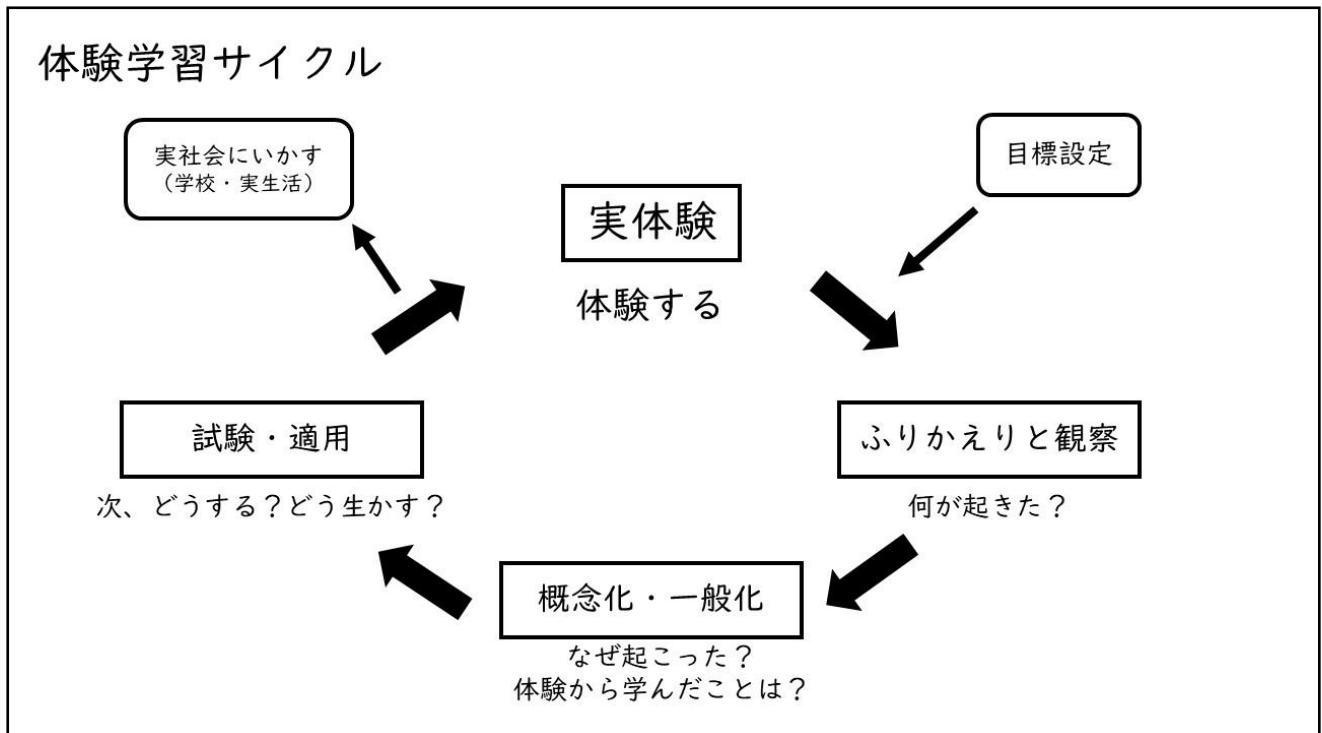 体験学習サイクル
実社会にいかす
（学校・実生活）
目標設定
実体験
体験する
試験・適用
次、どうする？どう生かす？
ふりかえりと観察
何が起きた？
概念化・一般化
なぜ起こった？
体験から学んだことは？